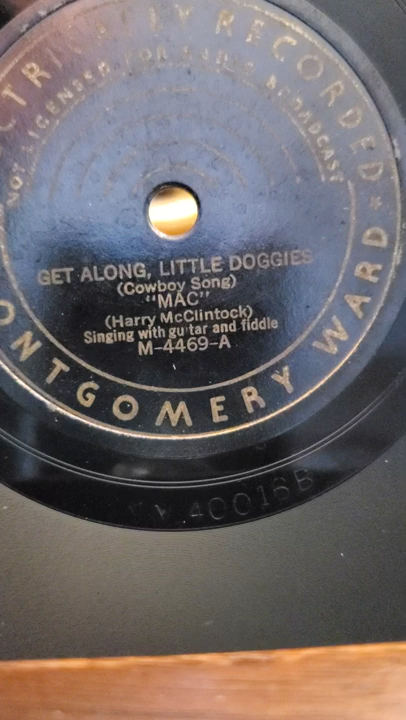 ELECTRICALLY RECORDED
NOT LICENSED FOR RADIO BROADCAST
GET ALONG, LITTLE DOGGIES
(Cowboy Song)
"MAC"
(Harry McClintock)
Singing with guitar and fiddle
M-4469-A
MONTGOMERY WARD
40016B